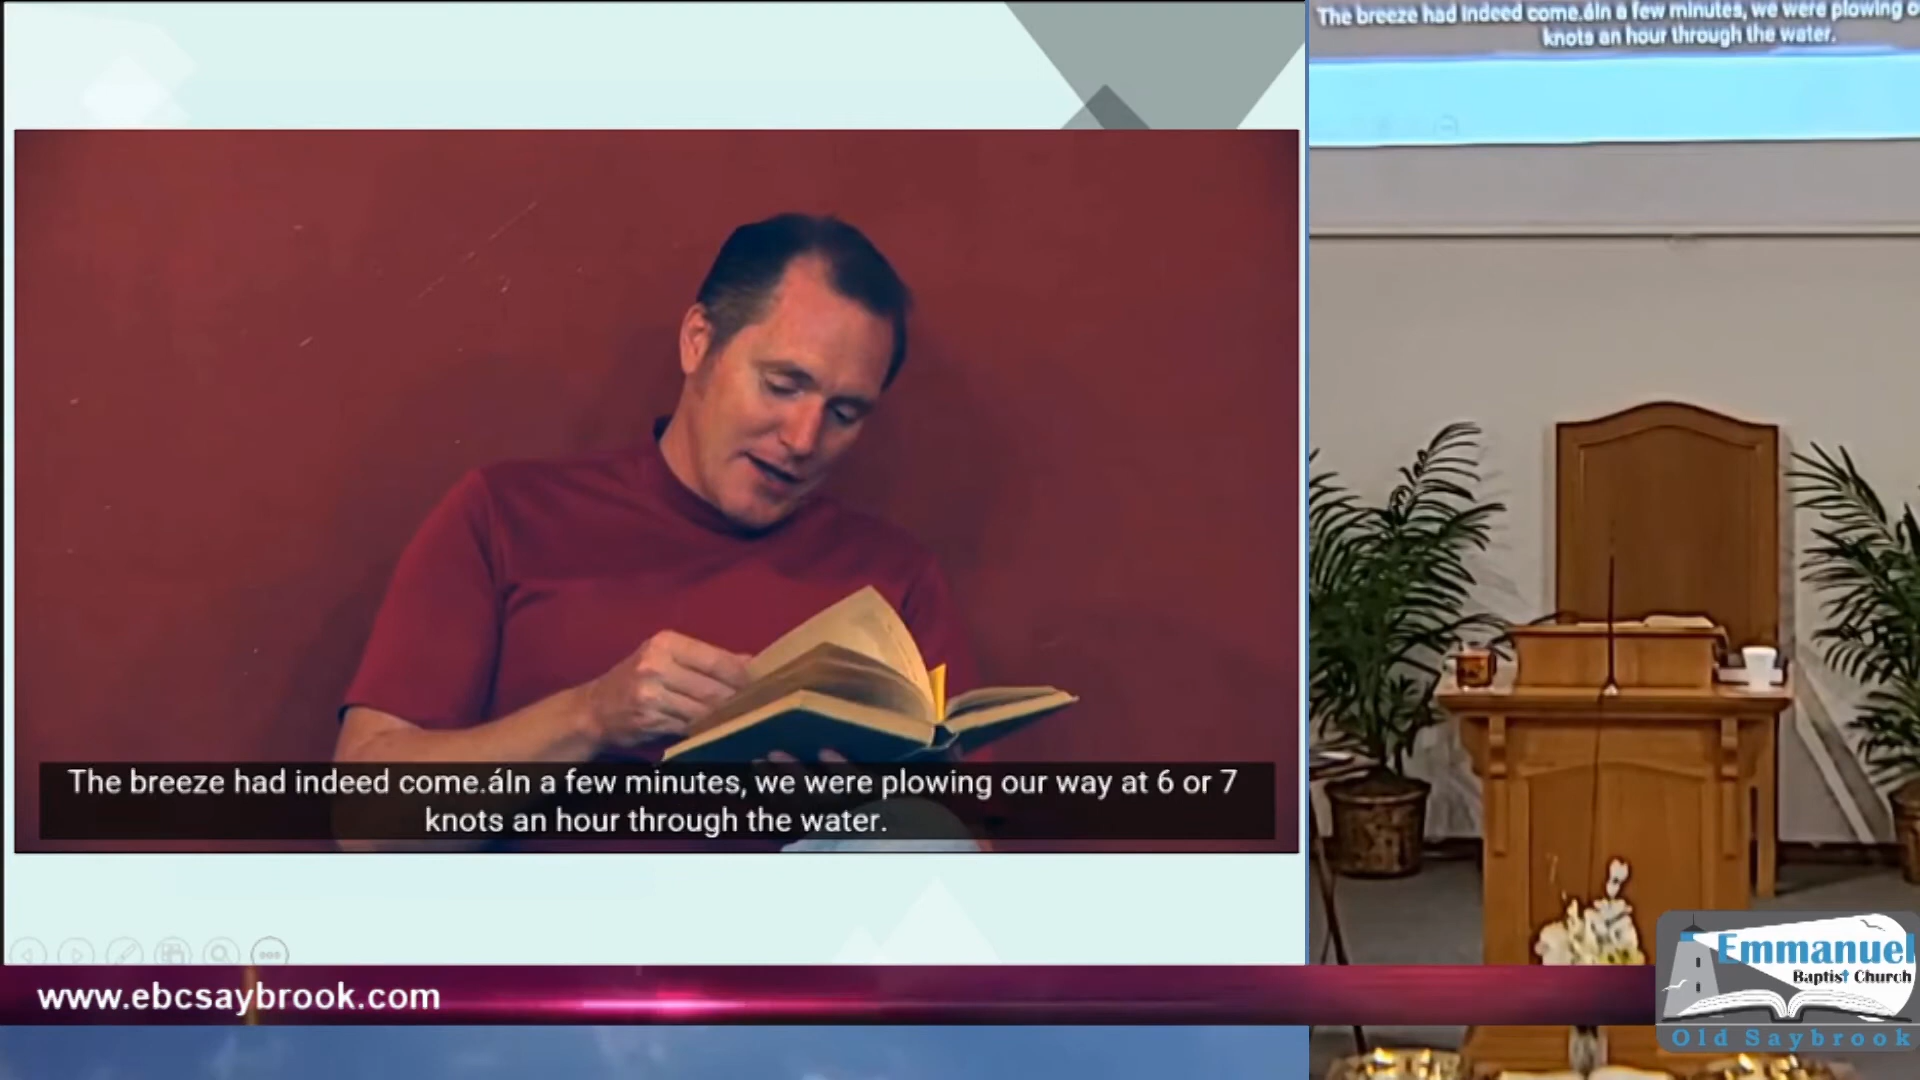 The breeze had indeed come.áIn a few minutes, we were plowing our way at 6 or 7
knots an hour through the water.
The breeze had indeed come.áIn a few minutes, we were plowing o
knots an hour through the water.
www.ebcsaybrook.com
Emmanuel
Baptist Church
Old Saybrook